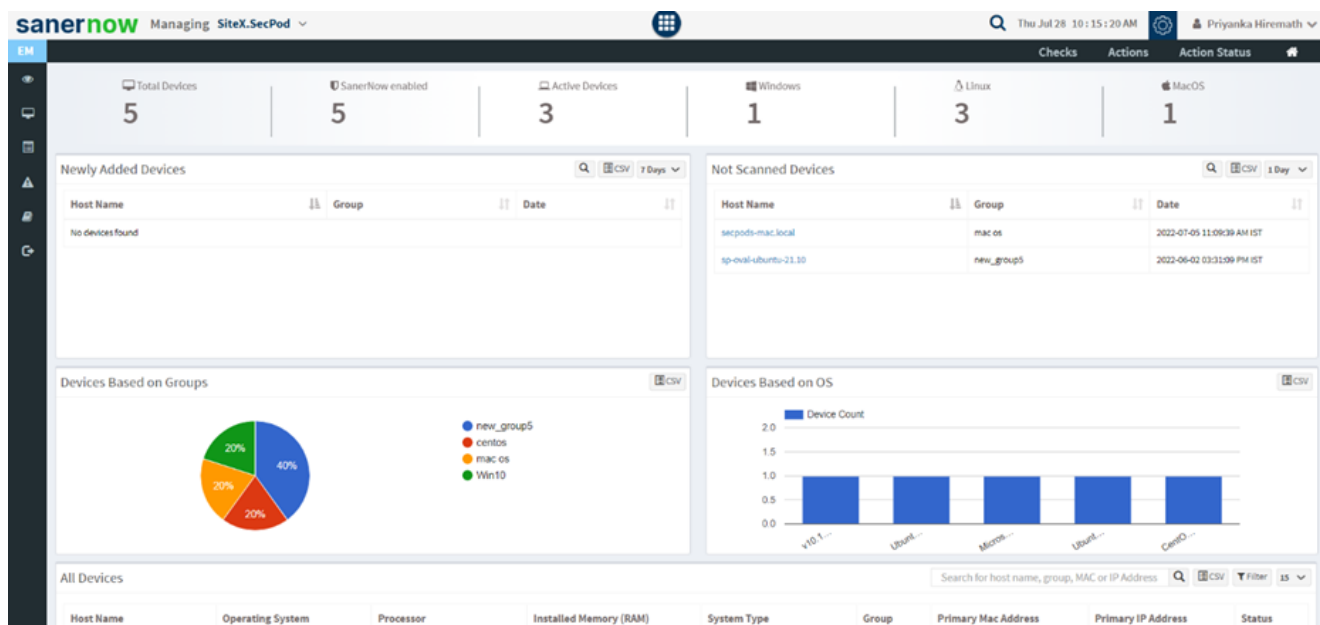 sanernow Managing SiteX.SecPod Thu Jul 28 10:15:20 AM Priyanka Hiremath
EM Checks Actions Action Status
Total Devices SanerNow enabled Active Devices Windows Linux MacOS
5 5 3 1 3 1
Newly Added Devices CSV 7 Days
Host Name Group Date
No devices found
Not Scanned Devices CSV 1 Day
Host Name Group Date
secpods-mac.local mac os 2022-07-05 11:09:39 AM IST
sp-oval-ubuntu-21.10 new_group5 2022-06-02 03:31:09 PM IST
Devices Based on Groups CSV
20% 40%
20%
20%
new_group5
centos
mac os
Win10
Devices Based on OS CSV
Device Count
2.0
1.5
1.0
0.5
0.0
v10.1... Ubunt... Micros... Ubunt... CentO...
All Devices Search for host name, group, MAC or IP Address CSV Filter 15
Host Name Operating System Processor Installed Memory (RAM) System Type Group Primary Mac Address Primary IP Address Status